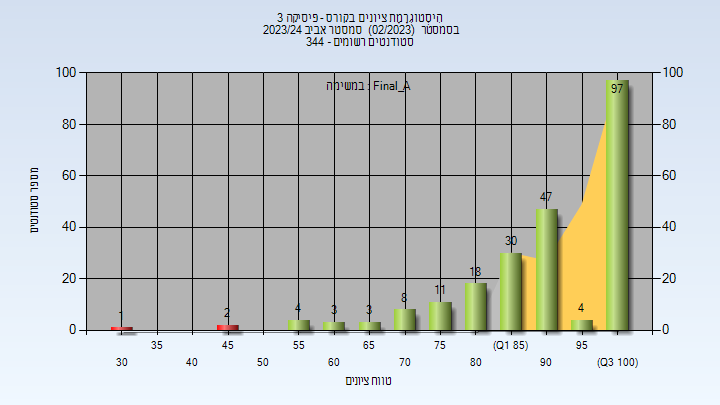 היסטוגרמת ציונים בקורס - פיסיקה 3
בסמסטר (02/2023) סמסטר אביב 2023/24
סטודנטים רשומים - 344
במשימה : Final_A
100 100
80 80
60 60
40 40
20 20
0 0
מספר סטודנטים
1 2 4 3 3 8 11 18 30 47 4 97
35 45 55 65 75 (Q1 85) 95
30 40 50 60 70 80 90 (Q3 100)
טווח ציונים